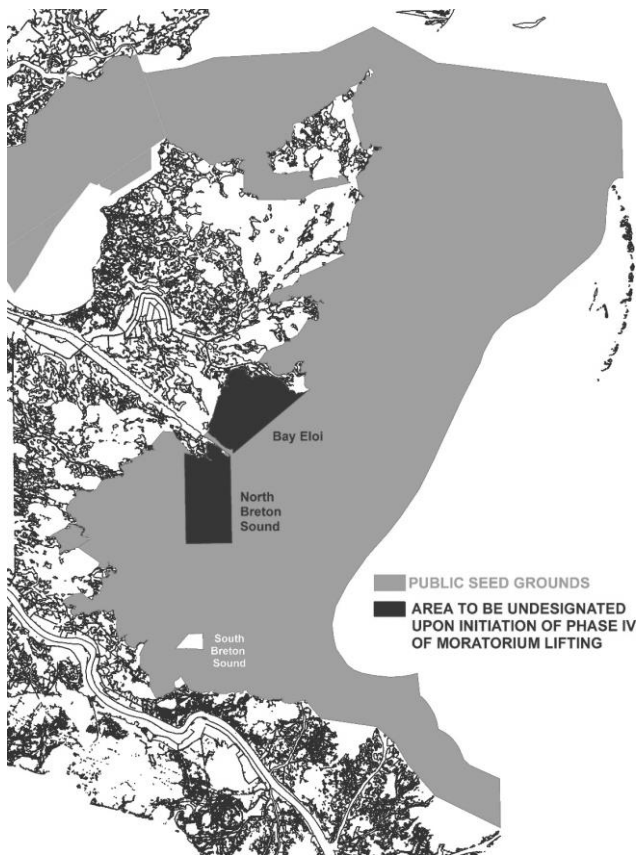 Bay Eloi
North
Breton
Sound
PUBLIC SEED GROUNDS
AREA TO BE UNDESIGNATED
UPON INITIATION OF PHASE IV
OF MORATORIUM LIFTING
South
Breton
Sound